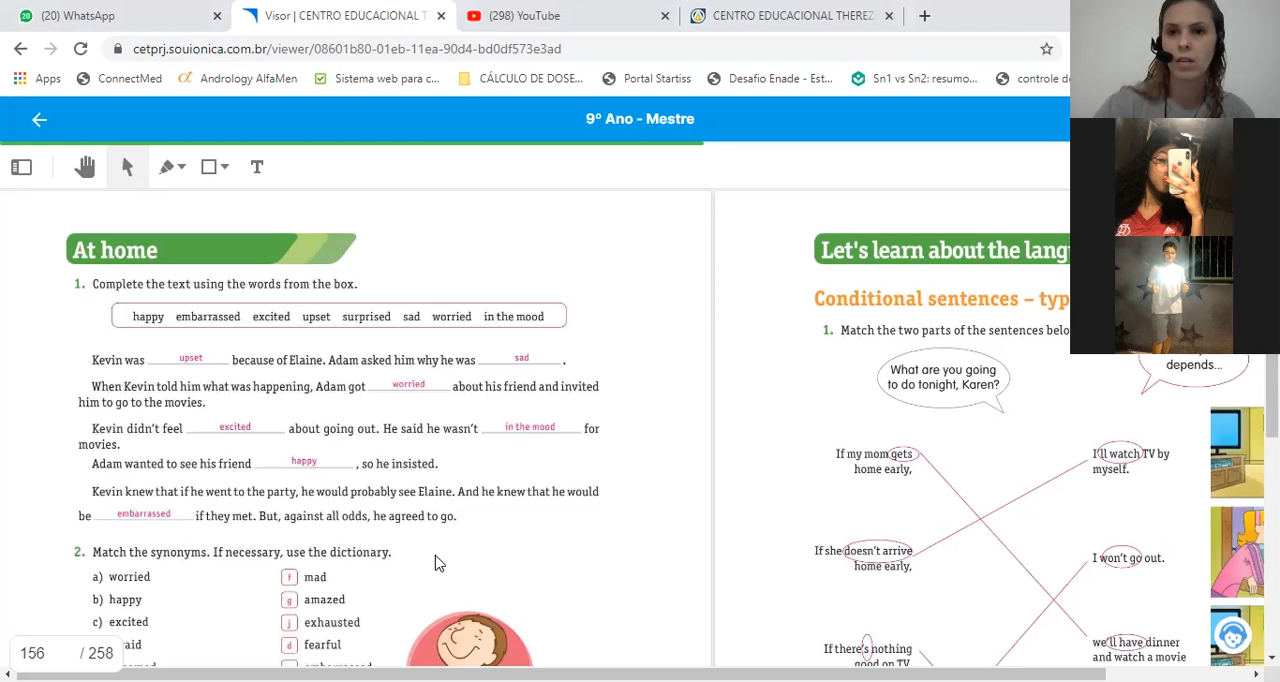 (20) WhatsApp
Visor | CENTRO EDUCACIONAL T
(298) YouTube
CENTRO EDUCACIONAL THEREZ
cetprj.souionica.com.br/viewer/08601b80-01eb-11ea-90d4-bd0df573e3ad
Apps ConnectMed Andrology AlfaMen Sistema web para c... CÁLCULO DE DOSE... Portal Startiss Desafio Enade - Est... Sn1 vs Sn2: resumo... controle d
9º Ano - Mestre
T
At home
1. Complete the text using the words from the box.
happy embarrassed excited upset surprised sad worried in the mood
Kevin was upset because of Elaine. Adam asked him why he was sad.
When Kevin told him what was happening, Adam got worried about his friend and invited
him to go to the movies.
Kevin didn't feel excited about going out. He said he wasn't in the mood for
movies.
Adam wanted to see his friend happy, so he insisted.
Kevin knew that if he went to the party, he would probably see Elaine. And he knew that he would
be embarrassed if they met. But, against all odds, he agreed to go.
2. Match the synonyms. If necessary, use the dictionary.
a) worried f mad
b) happy g amazed
c) excited j exhausted
d fearful
156 / 258
Let's learn about the lang
Conditional sentences – typ
1. Match the two parts of the sentences belo
What are you going
to do tonight, Karen?
depends...
If my mom gets
home early,
I'll watch TV by
myself.
If she doesn't arrive
home early,
I won't go out.
If there's nothing
good on TV
we'll have dinner
and watch a movie